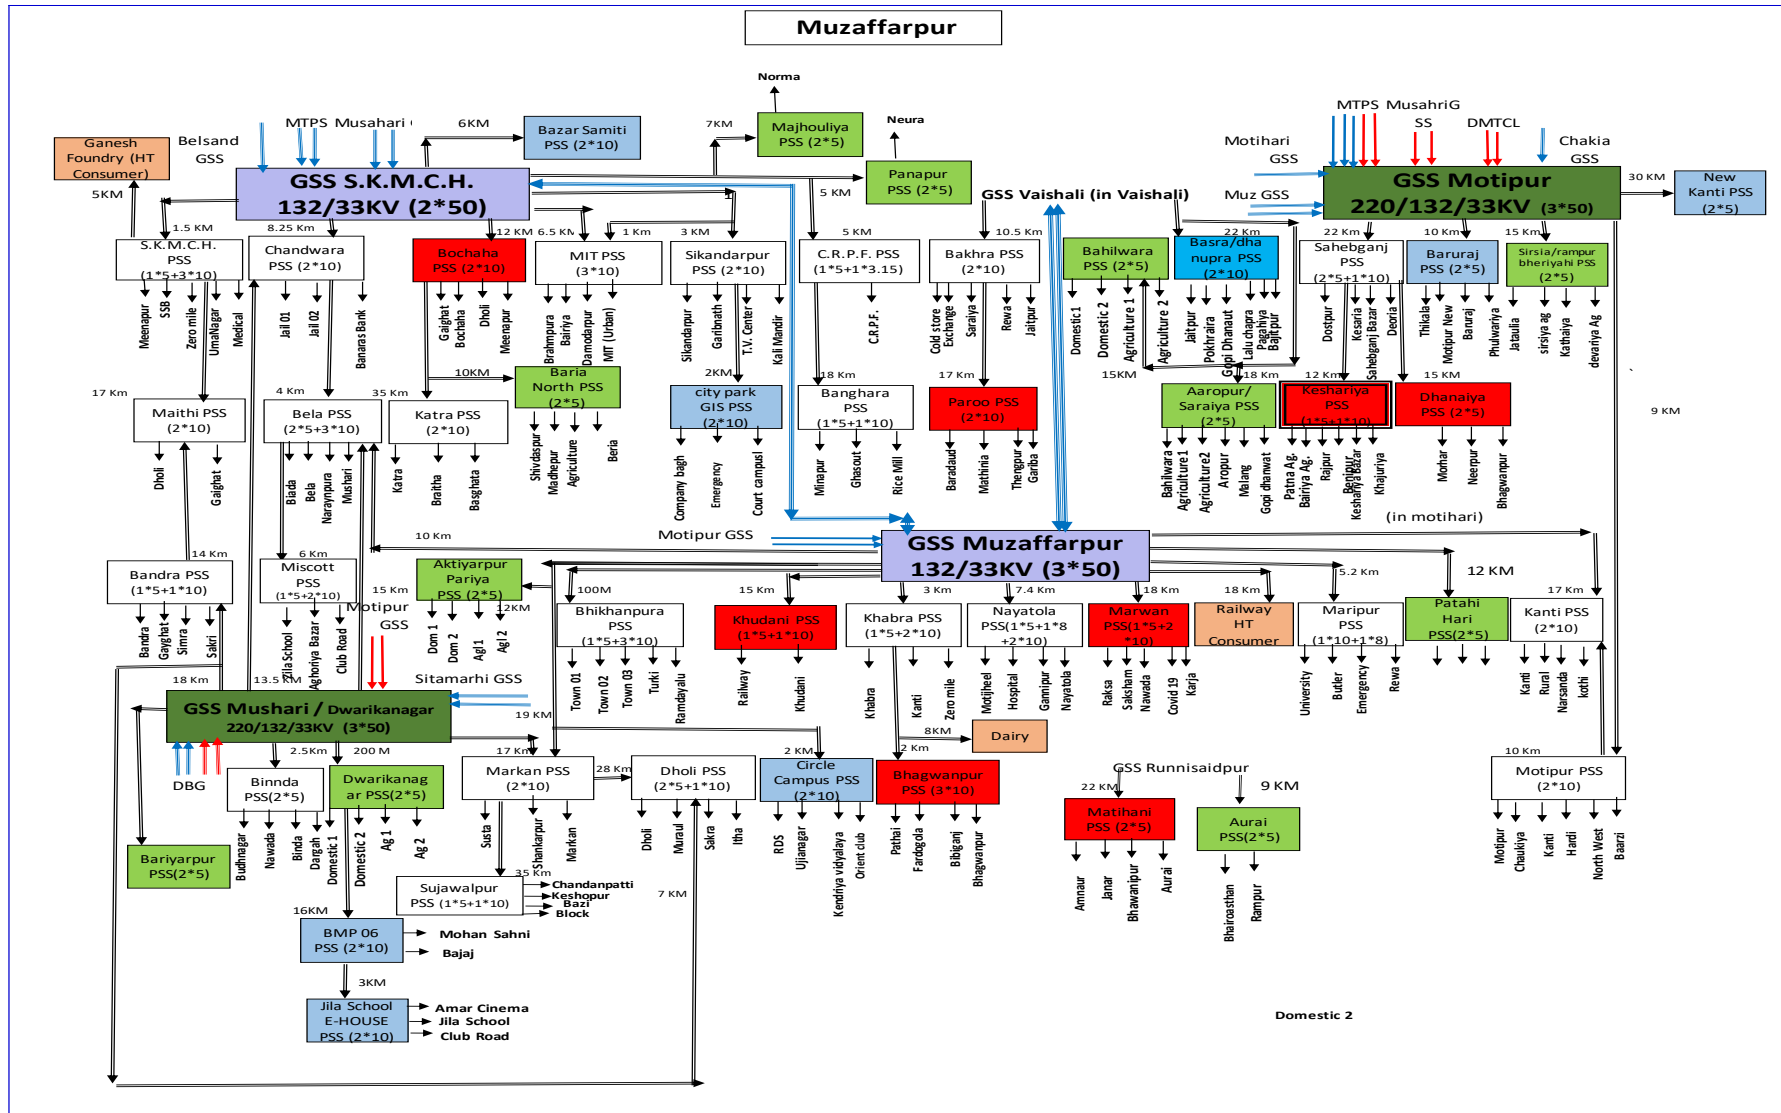 Muzaffarpur
Norma
Neura
Ganesh
Foundry (HT
Consumer)
5KM
Belsand
GSS
MTPS
Musahari
6KM
Bazar Samiti
PSS (2*10)
7KM
Majhouliya
PSS (2*5)
Panapur
PSS (2*5)
5 KM
GSS S.K.M.C.H.
132/33KV (2*50)
GSS Vaishali (in Vaishali)
MTPS
MusahriG
SS
DMTCL
Motihari
GSS
Chakia
GSS
Muz GSS
GSS Motipur
220/132/33KV (3*50)
30 KM
New
Kanti PSS
(2*5)
1.5 KM
S.K.M.C.H.
PSS
(1*5+3*10)
8.25 Km
Chandwara
PSS (2*10)
12 KM
Bochaha
PSS (2*10)
6.5 KM
MIT PSS
(3*10)
1 Km
3 KM
Sikandarpur
PSS (2*10)
5 KM
C.R.P.F. PSS
(1*5+1*3.15)
10.5 Km
Bakhra PSS
(2*10)
Bahilwara
PSS (2*5)
22 Km
Basra/dha
nupra PSS
(2*10)
22 Km
Sahebganj
PSS
(2*5+1*10)
10 Km
Baruraj
PSS (2*5)
15 KM
Sirsia/rampur
bheriyahi PSS
(2*5)
Meenapur
SSB
Zero mile
UmaNagar
Medical
Jail 01
Jail 02
Banaras Bank
Gaighat
Bochaha
Dholi
Meenapur
Brahmpura
Bairiya
Damodarpur
MIT (Urban)
Sikandarpur
Garibnath
T.V. Center
Kali Mandir
C.R.P.F.
Cold store
Exchange
Saraiya
Rewa
Jaitpur
Domestic 1
Domestic 2
Agriculture 1
Agriculture 2
Jaitpur
Pokhraira
Gopi Dhanaut
Lalu chapra
Pagahiya
Bajitpur
Dostpur
Kesaria
Sahebganj Bazar
Deoria
Thikala
Motipur New
Baruraj
Phulwariya
Jataulia
sirsiya ag
Kathaiya
devariya Ag
17 Km
Maithi PSS
(2*10)
4 Km
Bela PSS
(2*5+3*10)
35 Km
Katra PSS
(2*10)
10KM
Baria
North PSS
(2*5)
2KM
city park
GIS PSS
(2*10)
18 Km
Banghara
PSS
(1*5+1*10)
17 Km
Paroo PSS
(2*10)
15KM
18 Km
Aaropur/
Saraiya PSS
(2*5)
12 Km
Keshariya
PSS
(1*5+1*10)
15 KM
Dhanaiya
PSS (2*5)
9 KM
Dholi
Gaighat
Biada
Bela
Naraynpura
Mushari
Katra
Braitha
Basghata
Shivdaspur
Madhepur
Agriculture
Beria
Company bagh
Emergency
Court campusI
Minapur
Ghasout
Rice Mill
Baradaud
Mathinia
Thengpur
Gariba
Bahilwara
Agriculture 1
Agriculture2
Aropur
Malang
Gopi dhanwat
Patna Ag.
Bairiya Ag.
Rajpur
Benipur
Keshariya Bazar
Khajuriya
Morhar
Neerpur
Bhagwanpur
(in motihari)
10 Km
Motipur GSS
GSS Muzaffarpur
132/33KV (3*50)
14 Km
Bandra PSS
(1*5+1*10)
6 Km
Miscott
PSS
(1*5+2*10)
15 Km
Motipur
GSS
Aktiyarpur
Pariya
PSS (2*5)
12KM
100M
Bhikhanpura
PSS
(1*5+3*10)
15 Km
Khudani PSS
(1*5+1*10)
3 Km
Khabra PSS
(1*5+2*10)
7.4 Km
Nayatola
PSS(1*5+1*8
+2*10)
18 Km
Marwan
PSS(1*5+2
*10)
18 KM
Railway
HT
Consumer
5.2 Km
Maripur PSS
(1*10+1*8)
12 KM
Patahi
Hari
PSS(2*5)
17 Km
Kanti PSS
(2*10)
Bandra
Gayghat
Simra
Sakri
Zila School
Aghoriya Bazar
Club Road
Dom 1
Dom 2
Agl 1
Agl 2
Town 01
Town 02
Town 03
Turki
Ramdayalu
Railway
Khudani
Khabra
Kanti
Zero mile
Motijheel
Hospital
Gannipur
Nayatola
Raksa
Saksham
Nawada
Covid 19
Karja
University
Butler
Emergency
Rewa
Kanti
Rural
Narsanda
kothi
18 Km
13.5 KM
Sitamarhi GSS
GSS Mushari / Dwarikanagar
220/132/33KV (3*50)
19 KM
8KM
Dairy
DBG
2.5Km
Binnda
PSS(2*5)
200 M
Dwarikanag
ar PSS(2*5)
17 Km
Markan PSS
(2*10)
28 Km
Dholi PSS
(2*5+1*10)
2 KM
Circle
Campus PSS
(2*10)
2 Km
Bhagwanpur
PSS (3*10)
GSS Runnisaidpur
22 KM
Matihani
PSS (2*5)
9 KM
Aurai
PSS(2*5)
10 Km
Motipur PSS
(2*10)
Bariyarpur
PSS(2*5)
Budhnagar
Nawada
Binda
Dargah
Domestic 1
Domestic 2
Ag 1
Ag 2
Susta
Shankarpur
Markan
Dholi
Muraul
Sakra
Itha
RDS
Ujjanagar
Kendriya vidyalaya
Orient club
Pathai
Fardogola
Bibiganj
Bhagwanpur
Amnaur
Janar
Bhawanipur
Aurai
Bhairoasthan
Rampur
Motipur
Chaukiya
Kanti
Hardi
North West
Baarzi
35 Km
Sujawalpur
PSS (1*5+1*10)
Chandanpatti
Keshopur
Bazi
Block
7 KM
16KM
BMP 06
PSS (2*10)
Mohan Sahni
Bajaj
3KM
Jila School
E-HOUSE
PSS (2*10)
Amar Cinema
Jila School
Club Road
Domestic 2